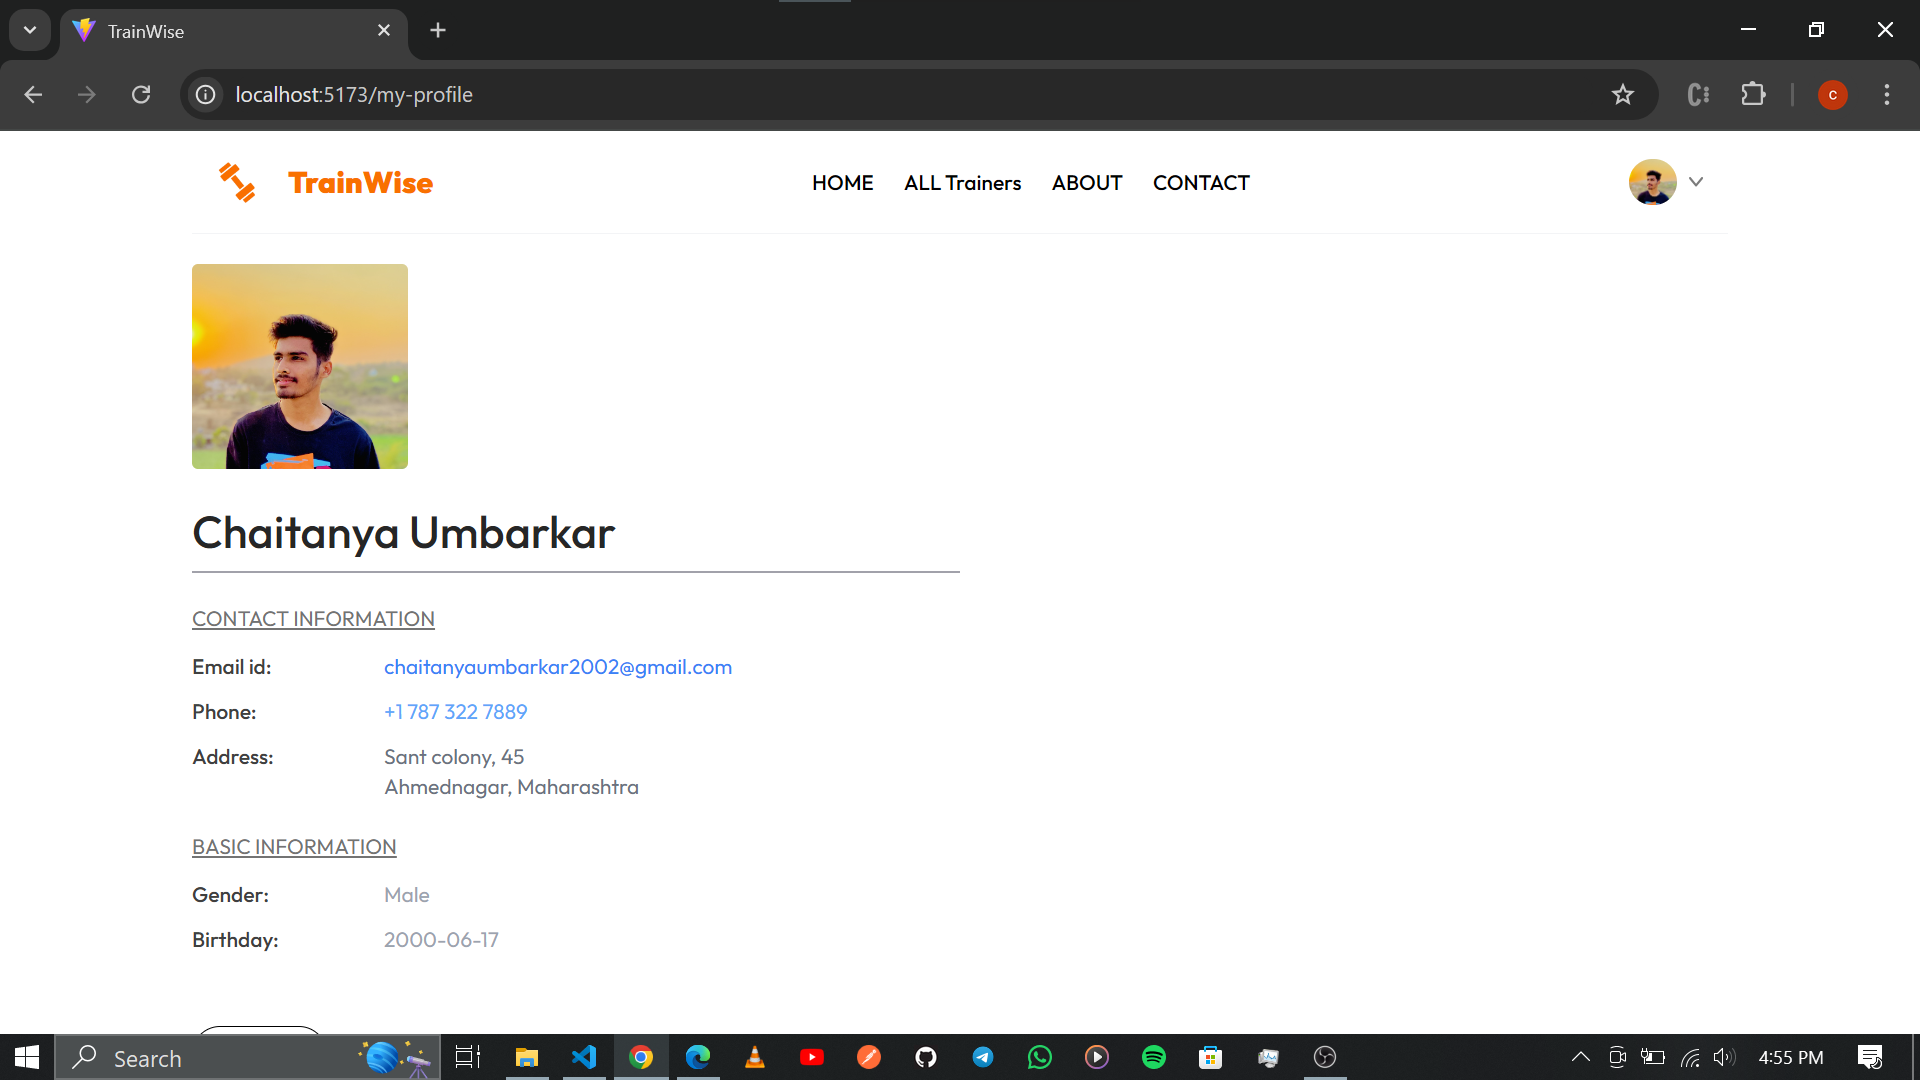 TrainWise
localhost:5173/my-profile
c
TrainWise
HOME ALL Trainers ABOUT CONTACT
Chaitanya Umbarkar
CONTACT INFORMATION
Email id: chaitanyaumbarkar2002@gmail.com
Phone: +1 787 322 7889
Address: Sant colony, 45
Ahmednagar, Maharashtra
BASIC INFORMATION
Gender: Male
Birthday: 2000-06-17
Search
4:55 PM